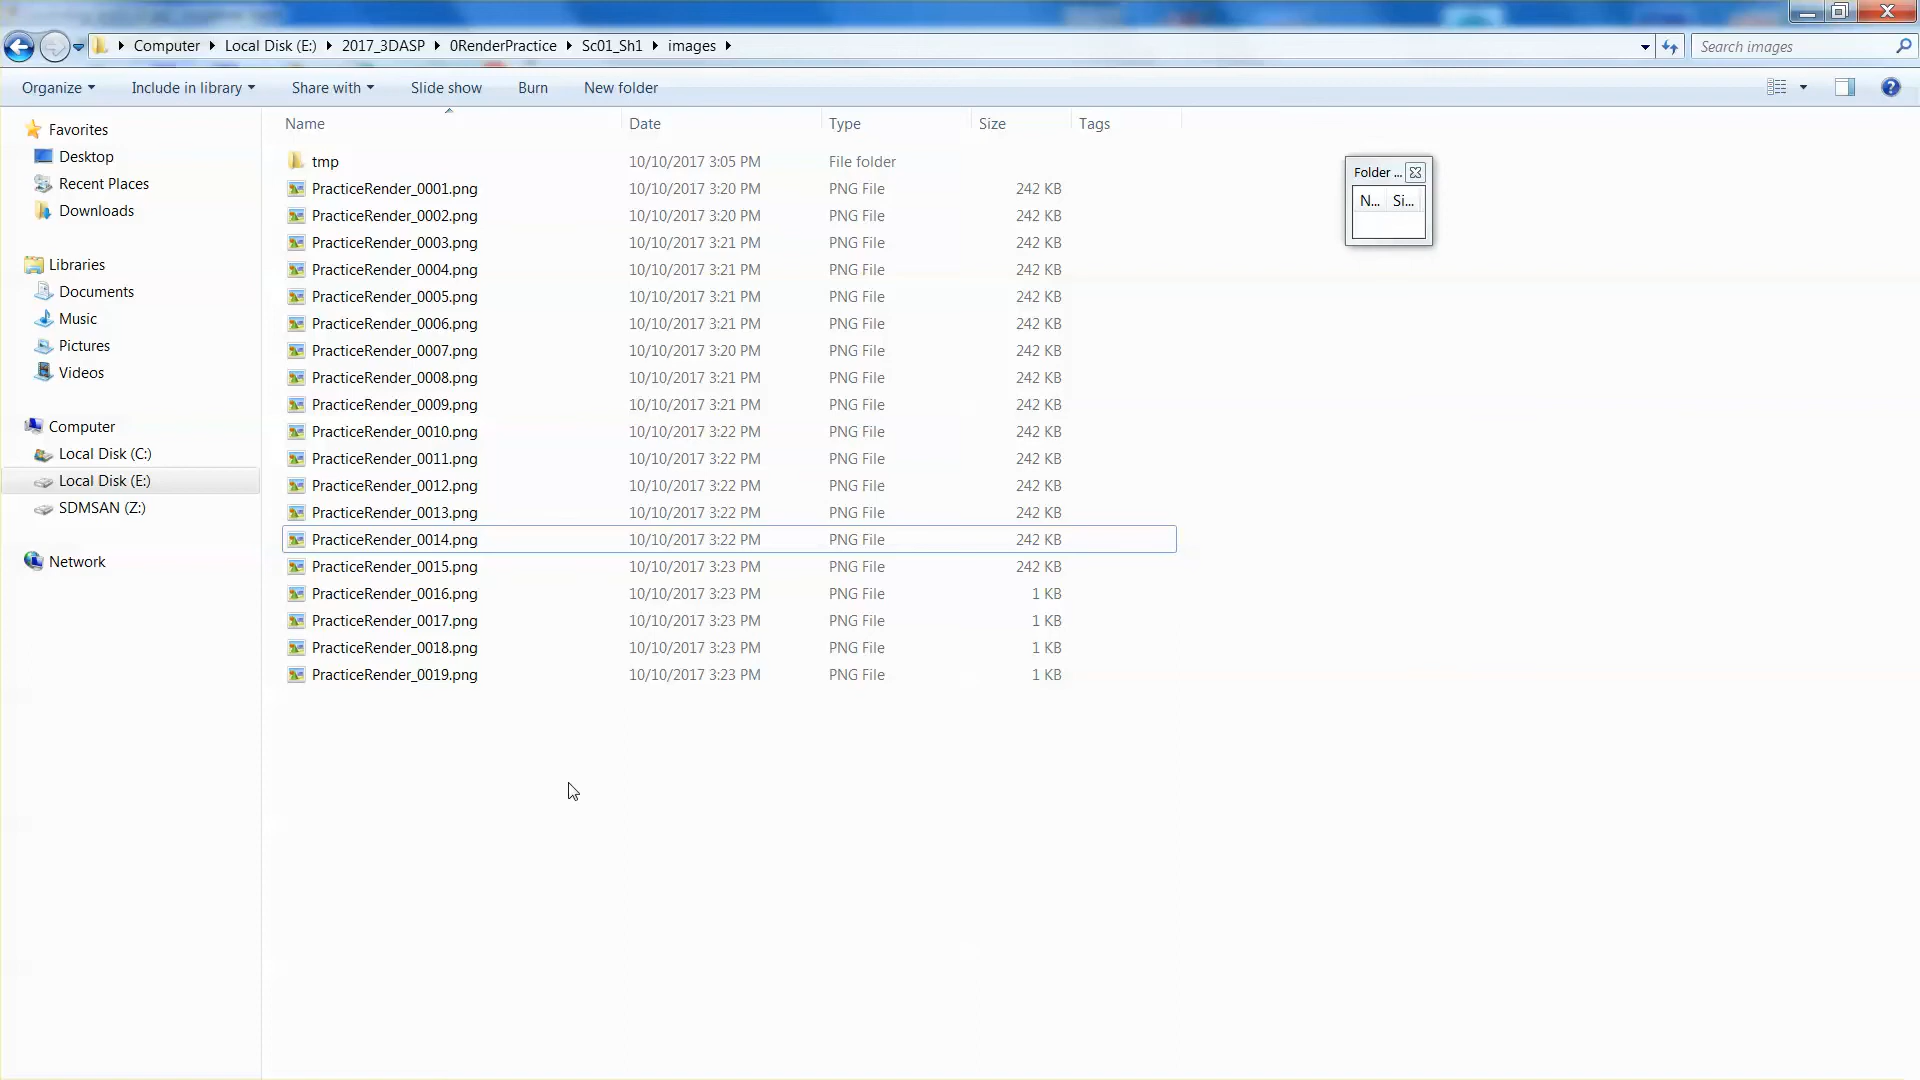 Computer Local Disk (E:) 2017_3DASP 0RenderPractice Sc01_Sh1 images Search images
Organize Include in library Share with Slide show Burn New folder
Favorites
Desktop
Recent Places
Downloads
Libraries
Documents
Music
Pictures
Videos
Computer
Local Disk (C:)
Local Disk (E:)
SDMSAN (Z:)
Network
Name Date Type Size Tags
tmp 10/10/2017 3:05 PM File folder
PracticeRender_0001.png 10/10/2017 3:20 PM PNG File 242 KB
PracticeRender_0002.png 10/10/2017 3:20 PM PNG File 242 KB
PracticeRender_0003.png 10/10/2017 3:21 PM PNG File 242 KB
PracticeRender_0004.png 10/10/2017 3:21 PM PNG File 242 KB
PracticeRender_0005.png 10/10/2017 3:21 PM PNG File 242 KB
PracticeRender_0006.png 10/10/2017 3:21 PM PNG File 242 KB
PracticeRender_0007.png 10/10/2017 3:20 PM PNG File 242 KB
PracticeRender_0008.png 10/10/2017 3:21 PM PNG File 242 KB
PracticeRender_0009.png 10/10/2017 3:21 PM PNG File 242 KB
PracticeRender_0010.png 10/10/2017 3:22 PM PNG File 242 KB
PracticeRender_0011.png 10/10/2017 3:22 PM PNG File 242 KB
PracticeRender_0012.png 10/10/2017 3:22 PM PNG File 242 KB
PracticeRender_0013.png 10/10/2017 3:22 PM PNG File 242 KB
PracticeRender_0014.png 10/10/2017 3:22 PM PNG File 242 KB
PracticeRender_0015.png 10/10/2017 3:23 PM PNG File 242 KB
PracticeRender_0016.png 10/10/2017 3:23 PM PNG File 1 KB
PracticeRender_0017.png 10/10/2017 3:23 PM PNG File 1 KB
PracticeRender_0018.png 10/10/2017 3:23 PM PNG File 1 KB
PracticeRender_0019.png 10/10/2017 3:23 PM PNG File 1 KB
Folder ...
N... Si...